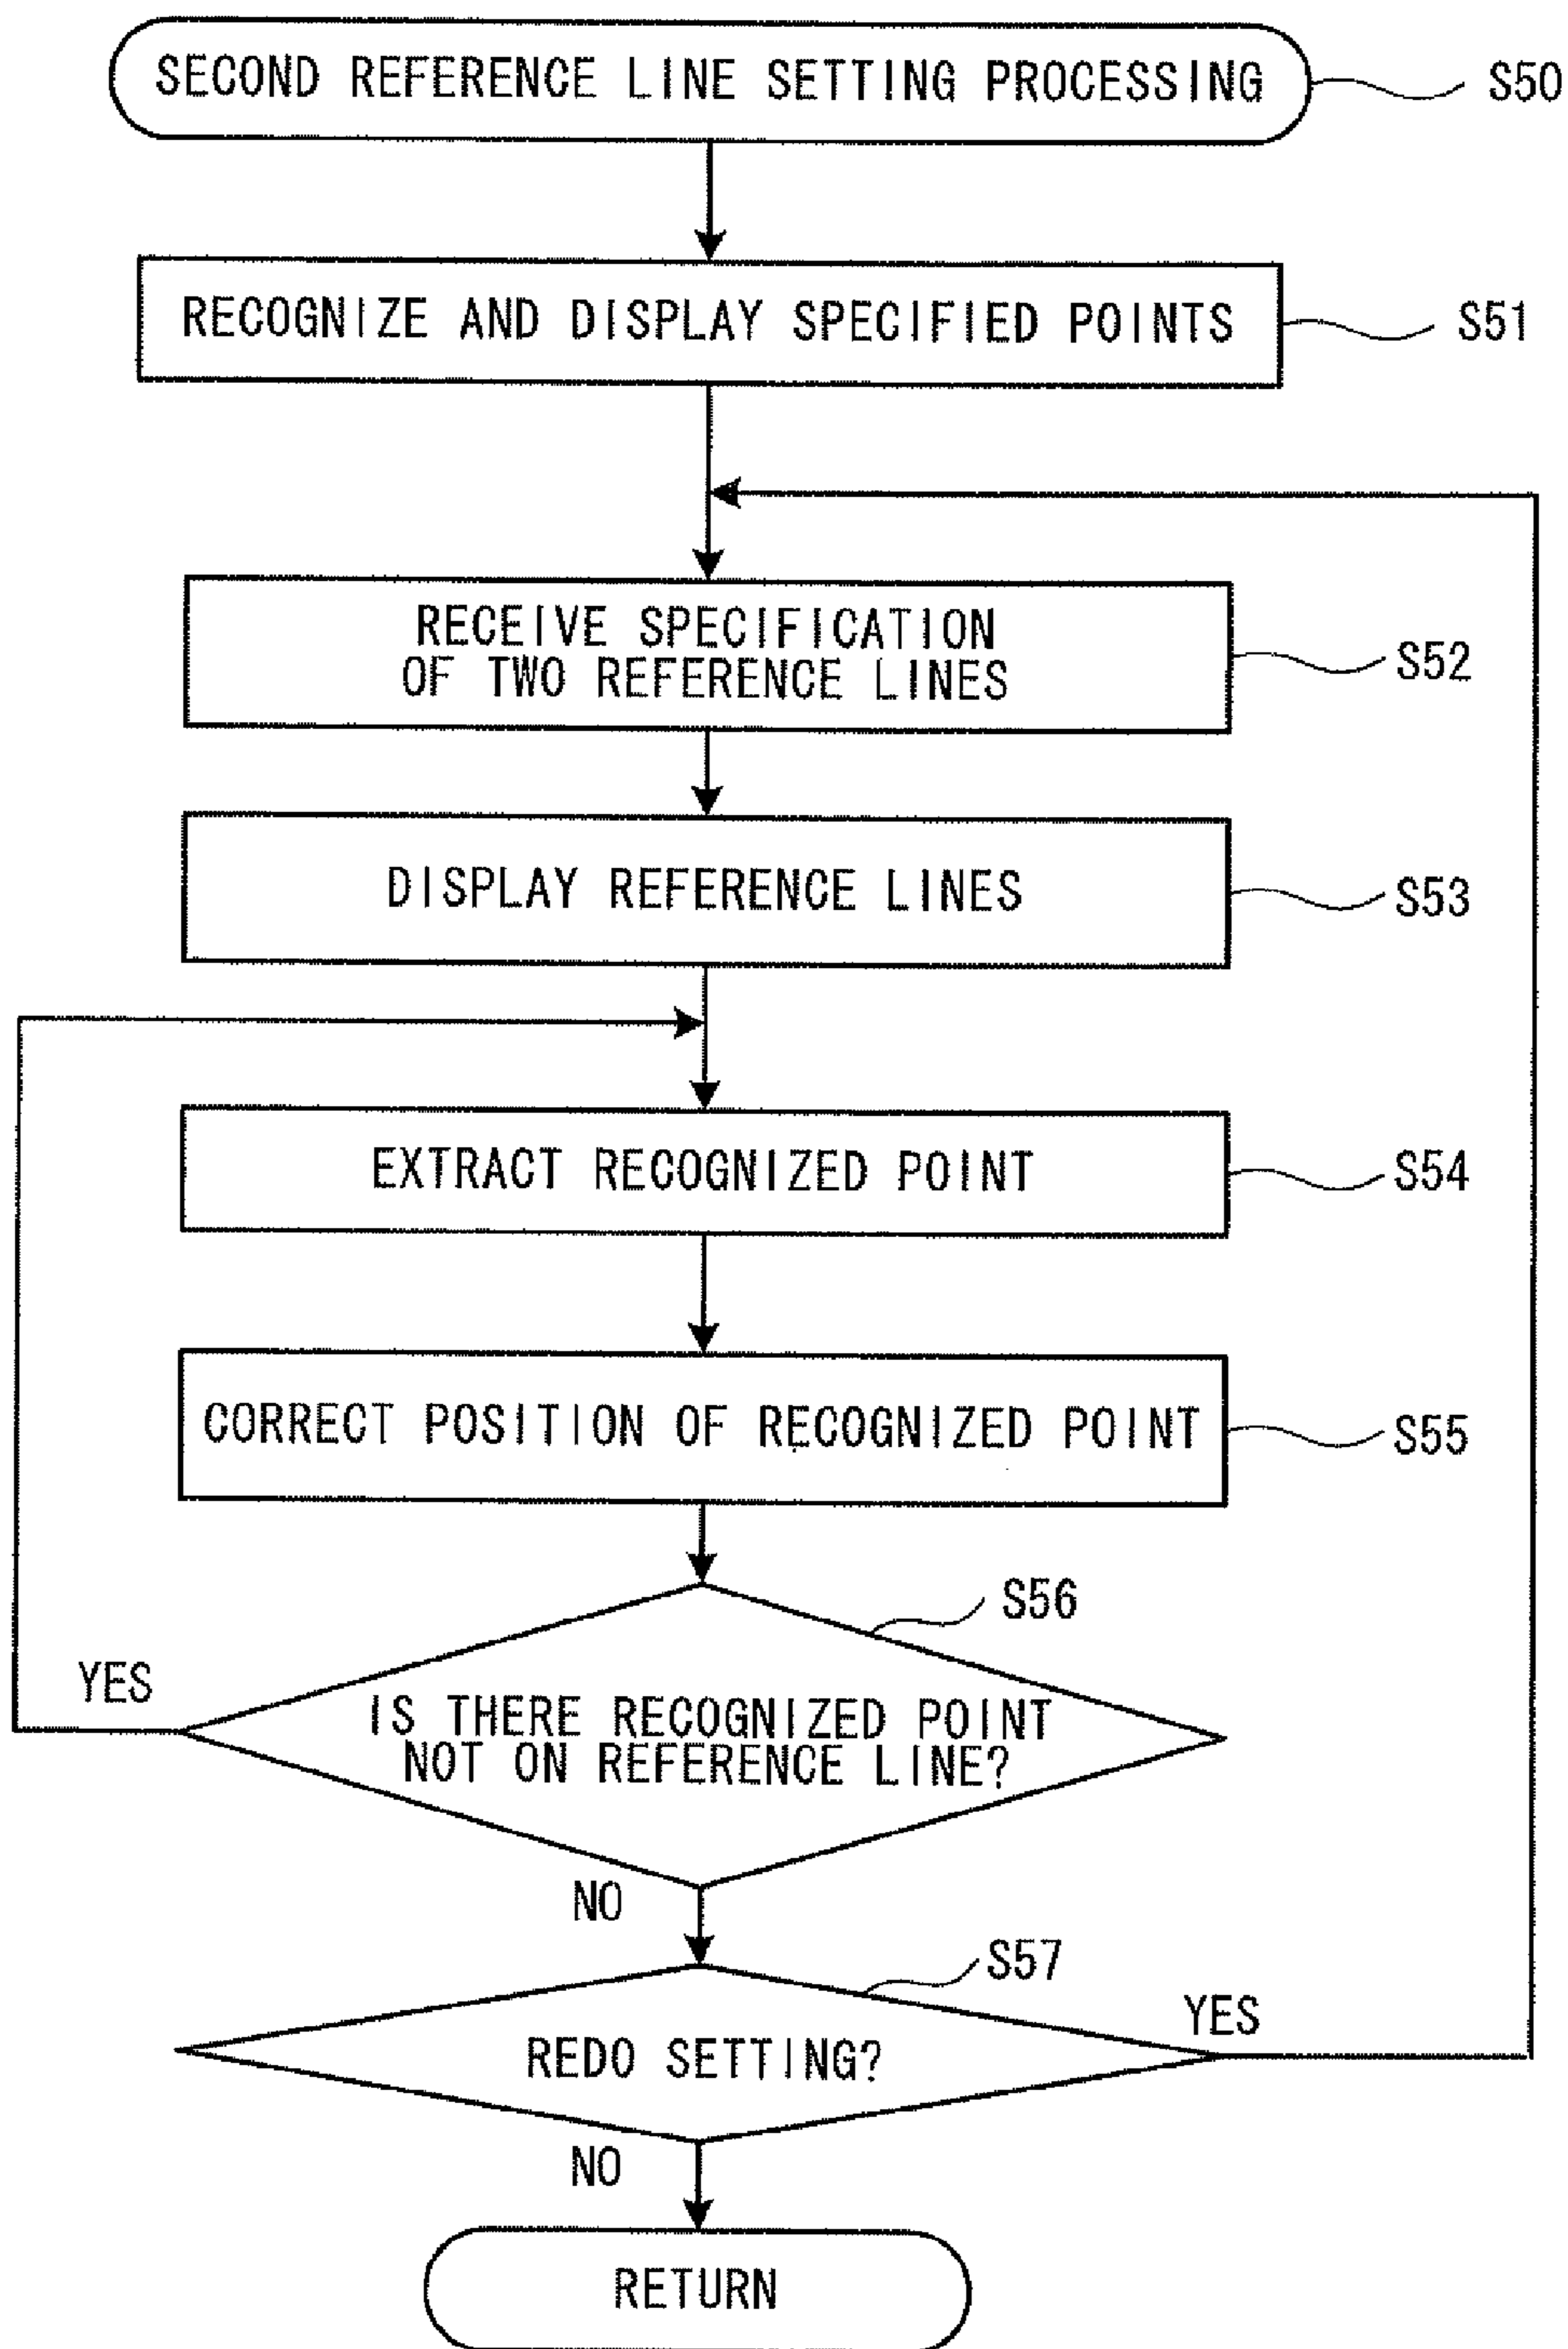 SECOND REFERENCE LINE SETTING PROCESSING
S50
RECOGNIZE AND DISPLAY SPECIFIED POINTS
S51
RECEIVE SPECIFICATION
OF TWO REFERENCE LINES
S52
DISPLAY REFERENCE LINES
S53
EXTRACT RECOGNIZED POINT
S54
CORRECT POSITION OF RECOGNIZED POINT
S55
S56
YES
IS THERE RECOGNIZED POINT
NOT ON REFERENCE LINE?
NO
S57
YES
REDO SETTING?
NO
RETURN